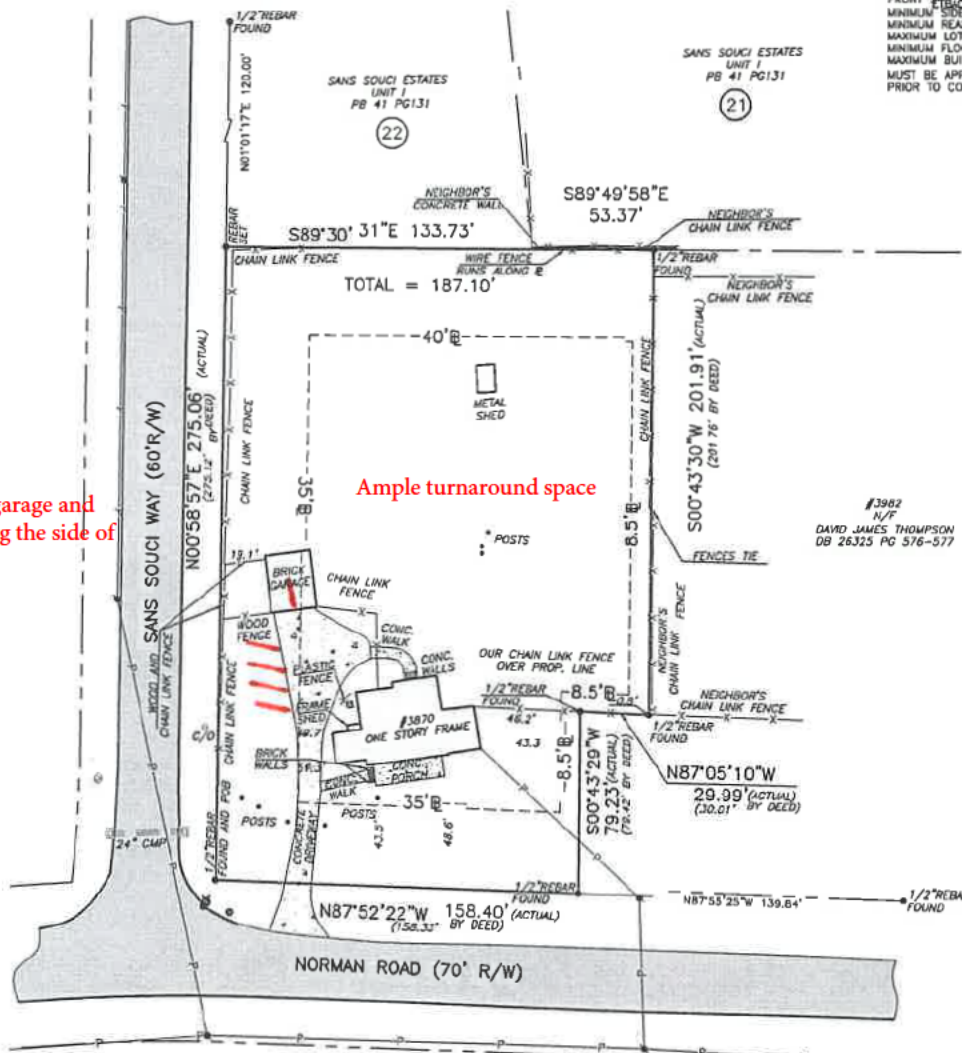 1/2"REBAR
FOUND
MINIMUM SIDE
MINIMUM REA
MAXIMUM LOT
MINIMUM FLO
MAXIMUM BUI
MUST BE APP
PRIOR TO CO
SANS SOUCI ESTATES
UNIT I
PB 41 PG131
22
SANS SOUCI ESTATES
UNIT I
PB 41 PG131
21
N01°01'17"E 120.00'
NEIGHBOR'S
CONCRETE WALL
S89°49'58"E
53.37'
NEIGHBOR'S
CHAIN LINK FENCE
REBAR
SET
S89°30' 31"E 133.73'
CHAIN LINK FENCE
WIRE FENCE
RUNS ALONG
1/2"REBAR
FOUND
NEIGHBOR'S
CHAIN LINK FENCE
TOTAL = 187.10'
40'
METAL
SHED
N00°58'57"E 275.06' (ACTUAL)
(275.12' BY DEED)
CHAIN LINK FENCE
SANS SOUCI WAY (60'R/W)
35'
CHAIN LINK FENCE
8.5'
S00°43'30"W 201.91' (ACTUAL)
(201.76' BY DEED)
garage and
g the side of
Ample turnaround space
POSTS
#3982
N/F
DAVID JAMES THOMPSON
DB 26325 PG 576-577
FENCES TIE
BRICK
GARAGE
CHAIN LINK
FENCE
WOOD AND
CHAIN LINK FENCE
WOOD
FENCE
CONC.
WALK
CONC.
WALLS
PLASTIC
FENCE
FRAME
SHED
OUR CHAIN LINK FENCE
OVER PROP. LINE
1/2"REBAR
FOUND
8.5'
NEIGHBOR'S
CHAIN LINK FENCE
NEIGHBOR'S
CHAIN LINK FENCE
1/2"REBAR
FOUND
#3870
ONE STORY FRAME
46.2'
43.3
8.5'
CHAIN LINK FENCE
c/o
BRICK
WALLS
CONC.
PORCH
CONC.
WALK
N87°05'10"W
29.99' (ACTUAL)
(30.01' BY DEED)
S00°43'29"W
79.23' (ACTUAL)
(79.42' BY DEED)
35'
POSTS
POSTS
43.5'
48.6'
CONCRETE
DRIVEWAY
24" CMP
1/2"REBAR
FOUND AND POB
1/2"REBAR
FOUND
N87°52'22"W 158.40' (ACTUAL)
(158.33' BY DEED)
N87°55'25"W 139.84'
1/2"REBA
FOUND
NORMAN ROAD (70' R/W)